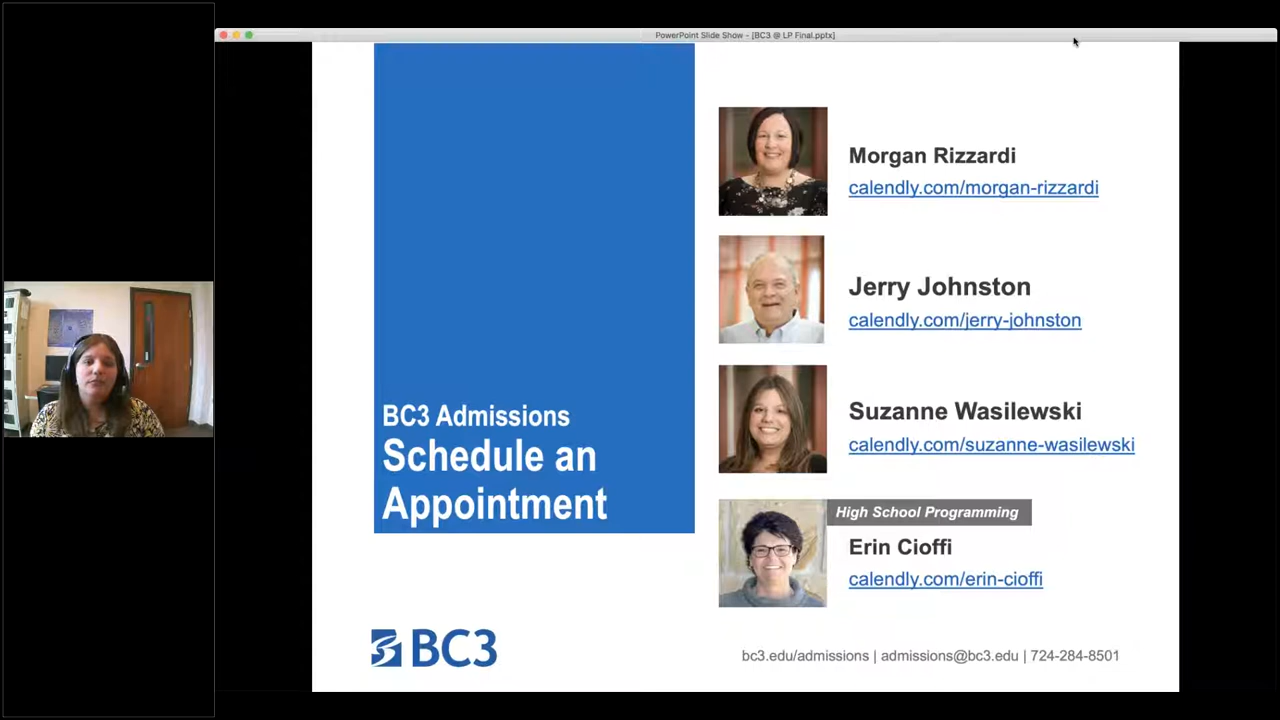 PowerPoint Slide Show - [BC3 @ LP Final.pptx]
BC3 Admissions
Schedule an
Appointment
Morgan Rizzardi
calendly.com/morgan-rizzardi
Jerry Johnston
calendly.com/jerry-johnston
Suzanne Wasilewski
calendly.com/suzanne-wasilewski
High School Programming
Erin Cioffi
calendly.com/erin-cioffi
BC3
bc3.edu/admissions | admissions@bc3.edu | 724-284-8501